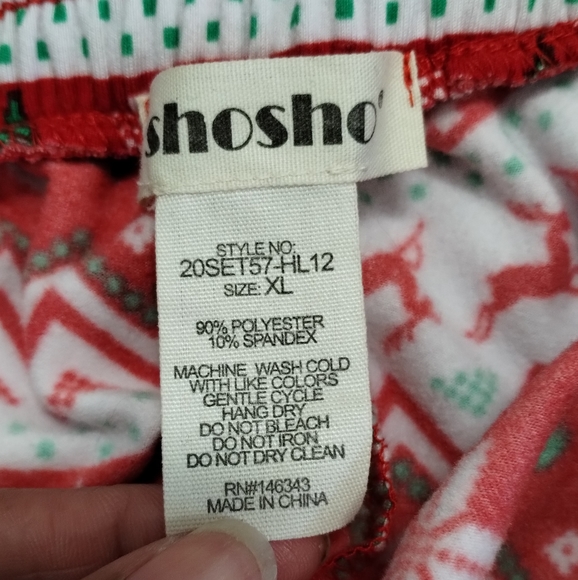 shosho
STYLE NO:
20SET57-HL12
SIZE: XL
90% POLYESTER
10% SPANDEX
MACHINE WASH COLD
WITH LIKE COLORS
GENTLE CYCLE
HANG DRY
DO NOT BLEACH
DO NOT IRON
DO NOT DRY CLEAN
RN#146343
MADE IN CHINA